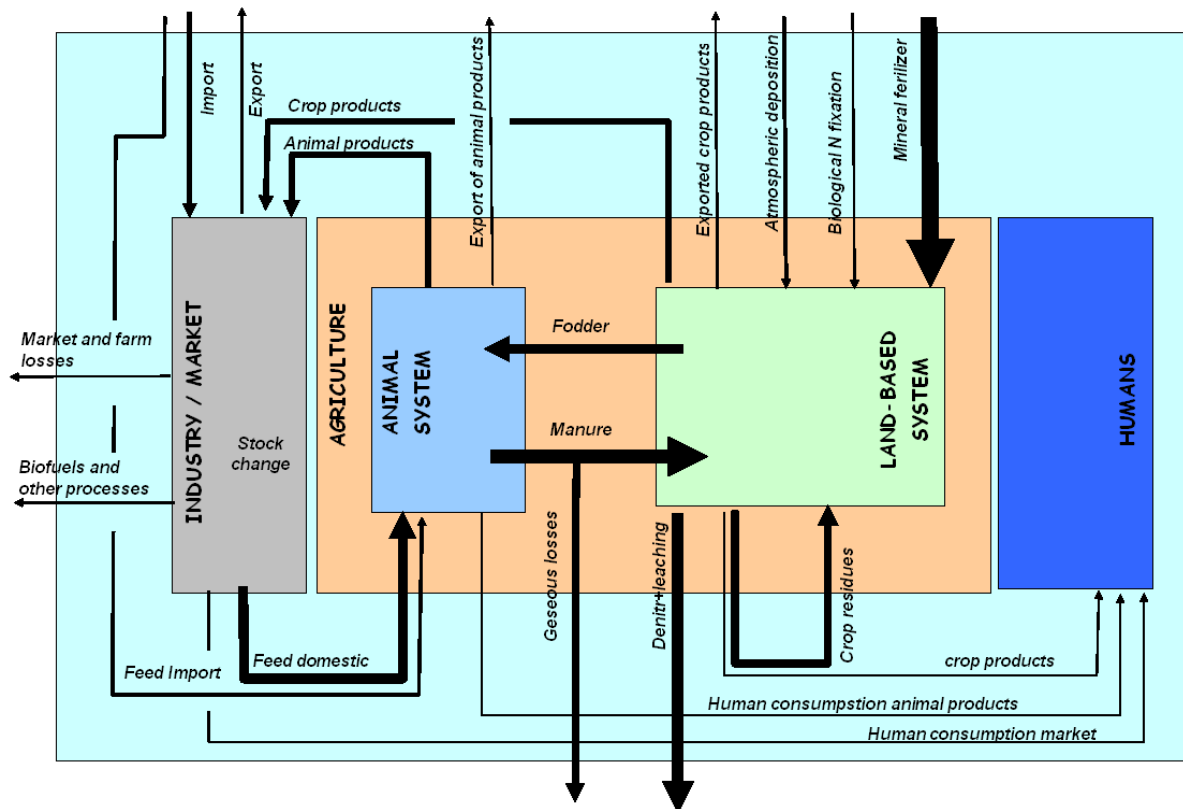 Import
Export
Crop products
Animal products
Export of animal products
Exported crop products
Atmospheric deposition
Biological N fixation
Mineral ferilizer
Market and farm
losses
Biofuels and
other processes
INDUSTRY / MARKET
Stock
change
AGRICULTURE
ANIMAL
SYSTEM
Fodder
Manure
LAND-BASED
SYSTEM
HUMANS
Feed Import
Feed domestic
Geseous losses
Denitr+leaching
Crop residues
crop products
Human consumpstion animal products
Human consumption market